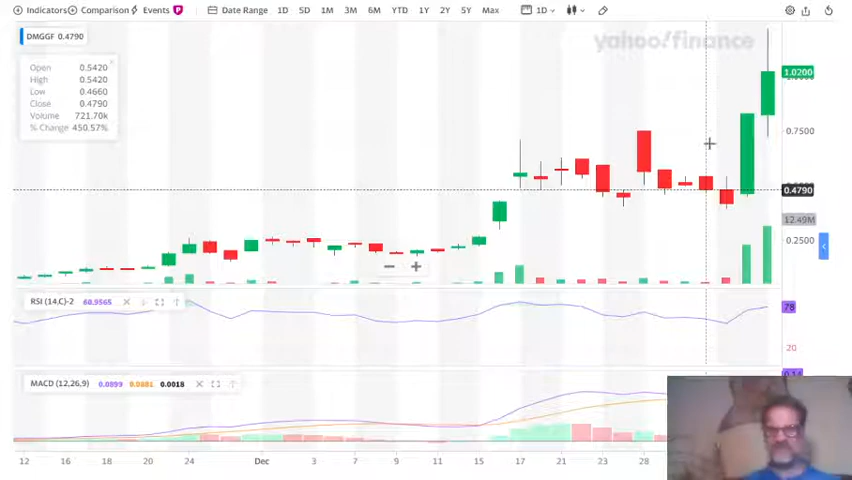 Indicators Comparison Events P Date Range 1D 5D 1M 3M 6M YTD 1Y 2Y 5Y Max 1D
yahoo!finance
DMGGF 0.4790
Open 0.5420
High 0.5420
Low 0.4660
Close 0.4790
Volume 721.70k
% Change 450.57%
1.0200
0.7500
0.4790
12.49M
0.2500
RSI (14,C)-2 60.9565
78
20
MACD (12,26,9) 0.0899 0.0881 0.0018
0.14
12 16 18 20 24 Dec 3 7 9 11 15 17 21 23 28